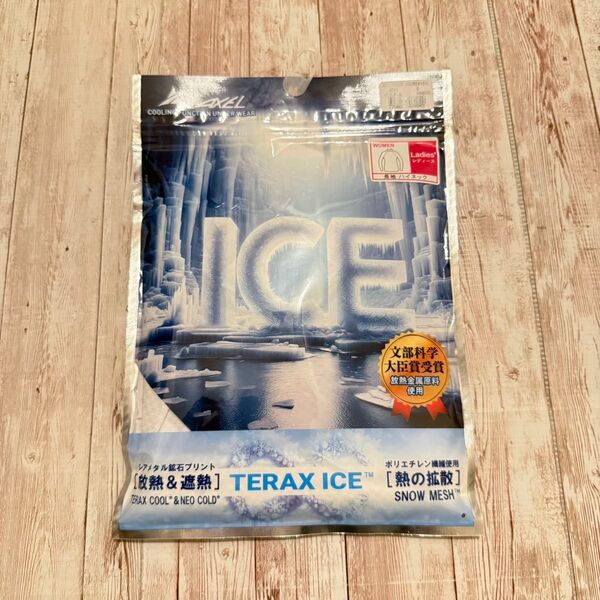 AXEL
COOLING FUNCTION UNDER WEAR
WOMEN
Ladies'
レディース
長袖 ハイネック
ICE
文部科学
大臣賞受賞
放熱金属原料
使用
レアメタル鉱石プリント
[放熱&遮熱]
TERAX COOL® & NEO COLD®
TERAX ICE™
ポリエチレン繊維使用
[熱の拡散]
SNOW MESH™